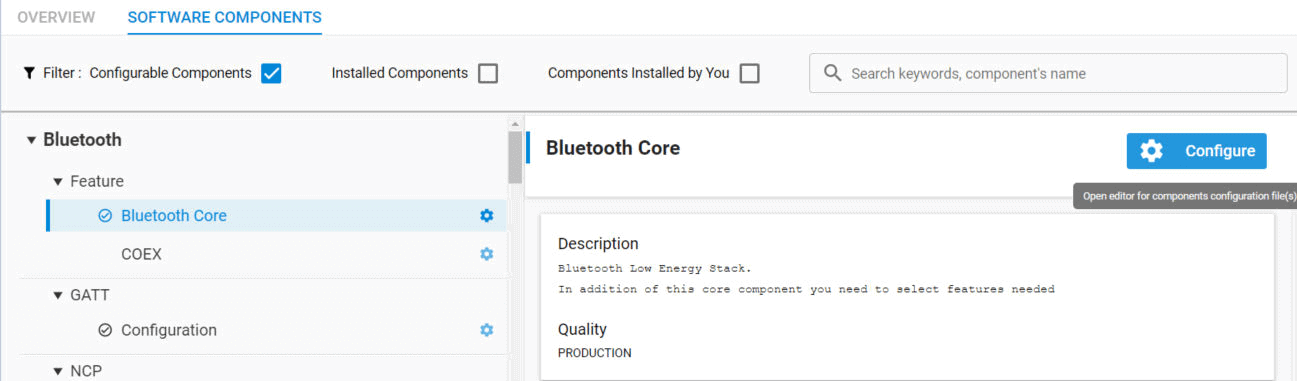 OVERVIEW SOFTWARE COMPONENTS
Filter : Configurable Components Installed Components Components Installed by You Search keywords, component's name
Bluetooth
Feature
Bluetooth Core
COEX
GATT
Configuration
NCP
Bluetooth Core
Configure
Open editor for components configuration file(s)
Description
Bluetooth Low Energy Stack.
In addition of this core component you need to select features needed
Quality
PRODUCTION